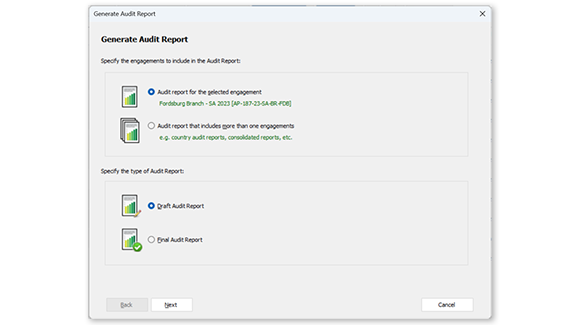 Generate Audit Report
Generate Audit Report
Specify the engagements to include in the Audit Report:
Audit report for the selected engagement
Fordsburg Branch - SA 2023 [AP-187-23-SA-BR-FDB]
Audit report that includes more than one engagements
e.g. country audit reports, consolidated reports, etc.
Specify the type of Audit Report:
Draft Audit Report
Final Audit Report
Back Next Cancel